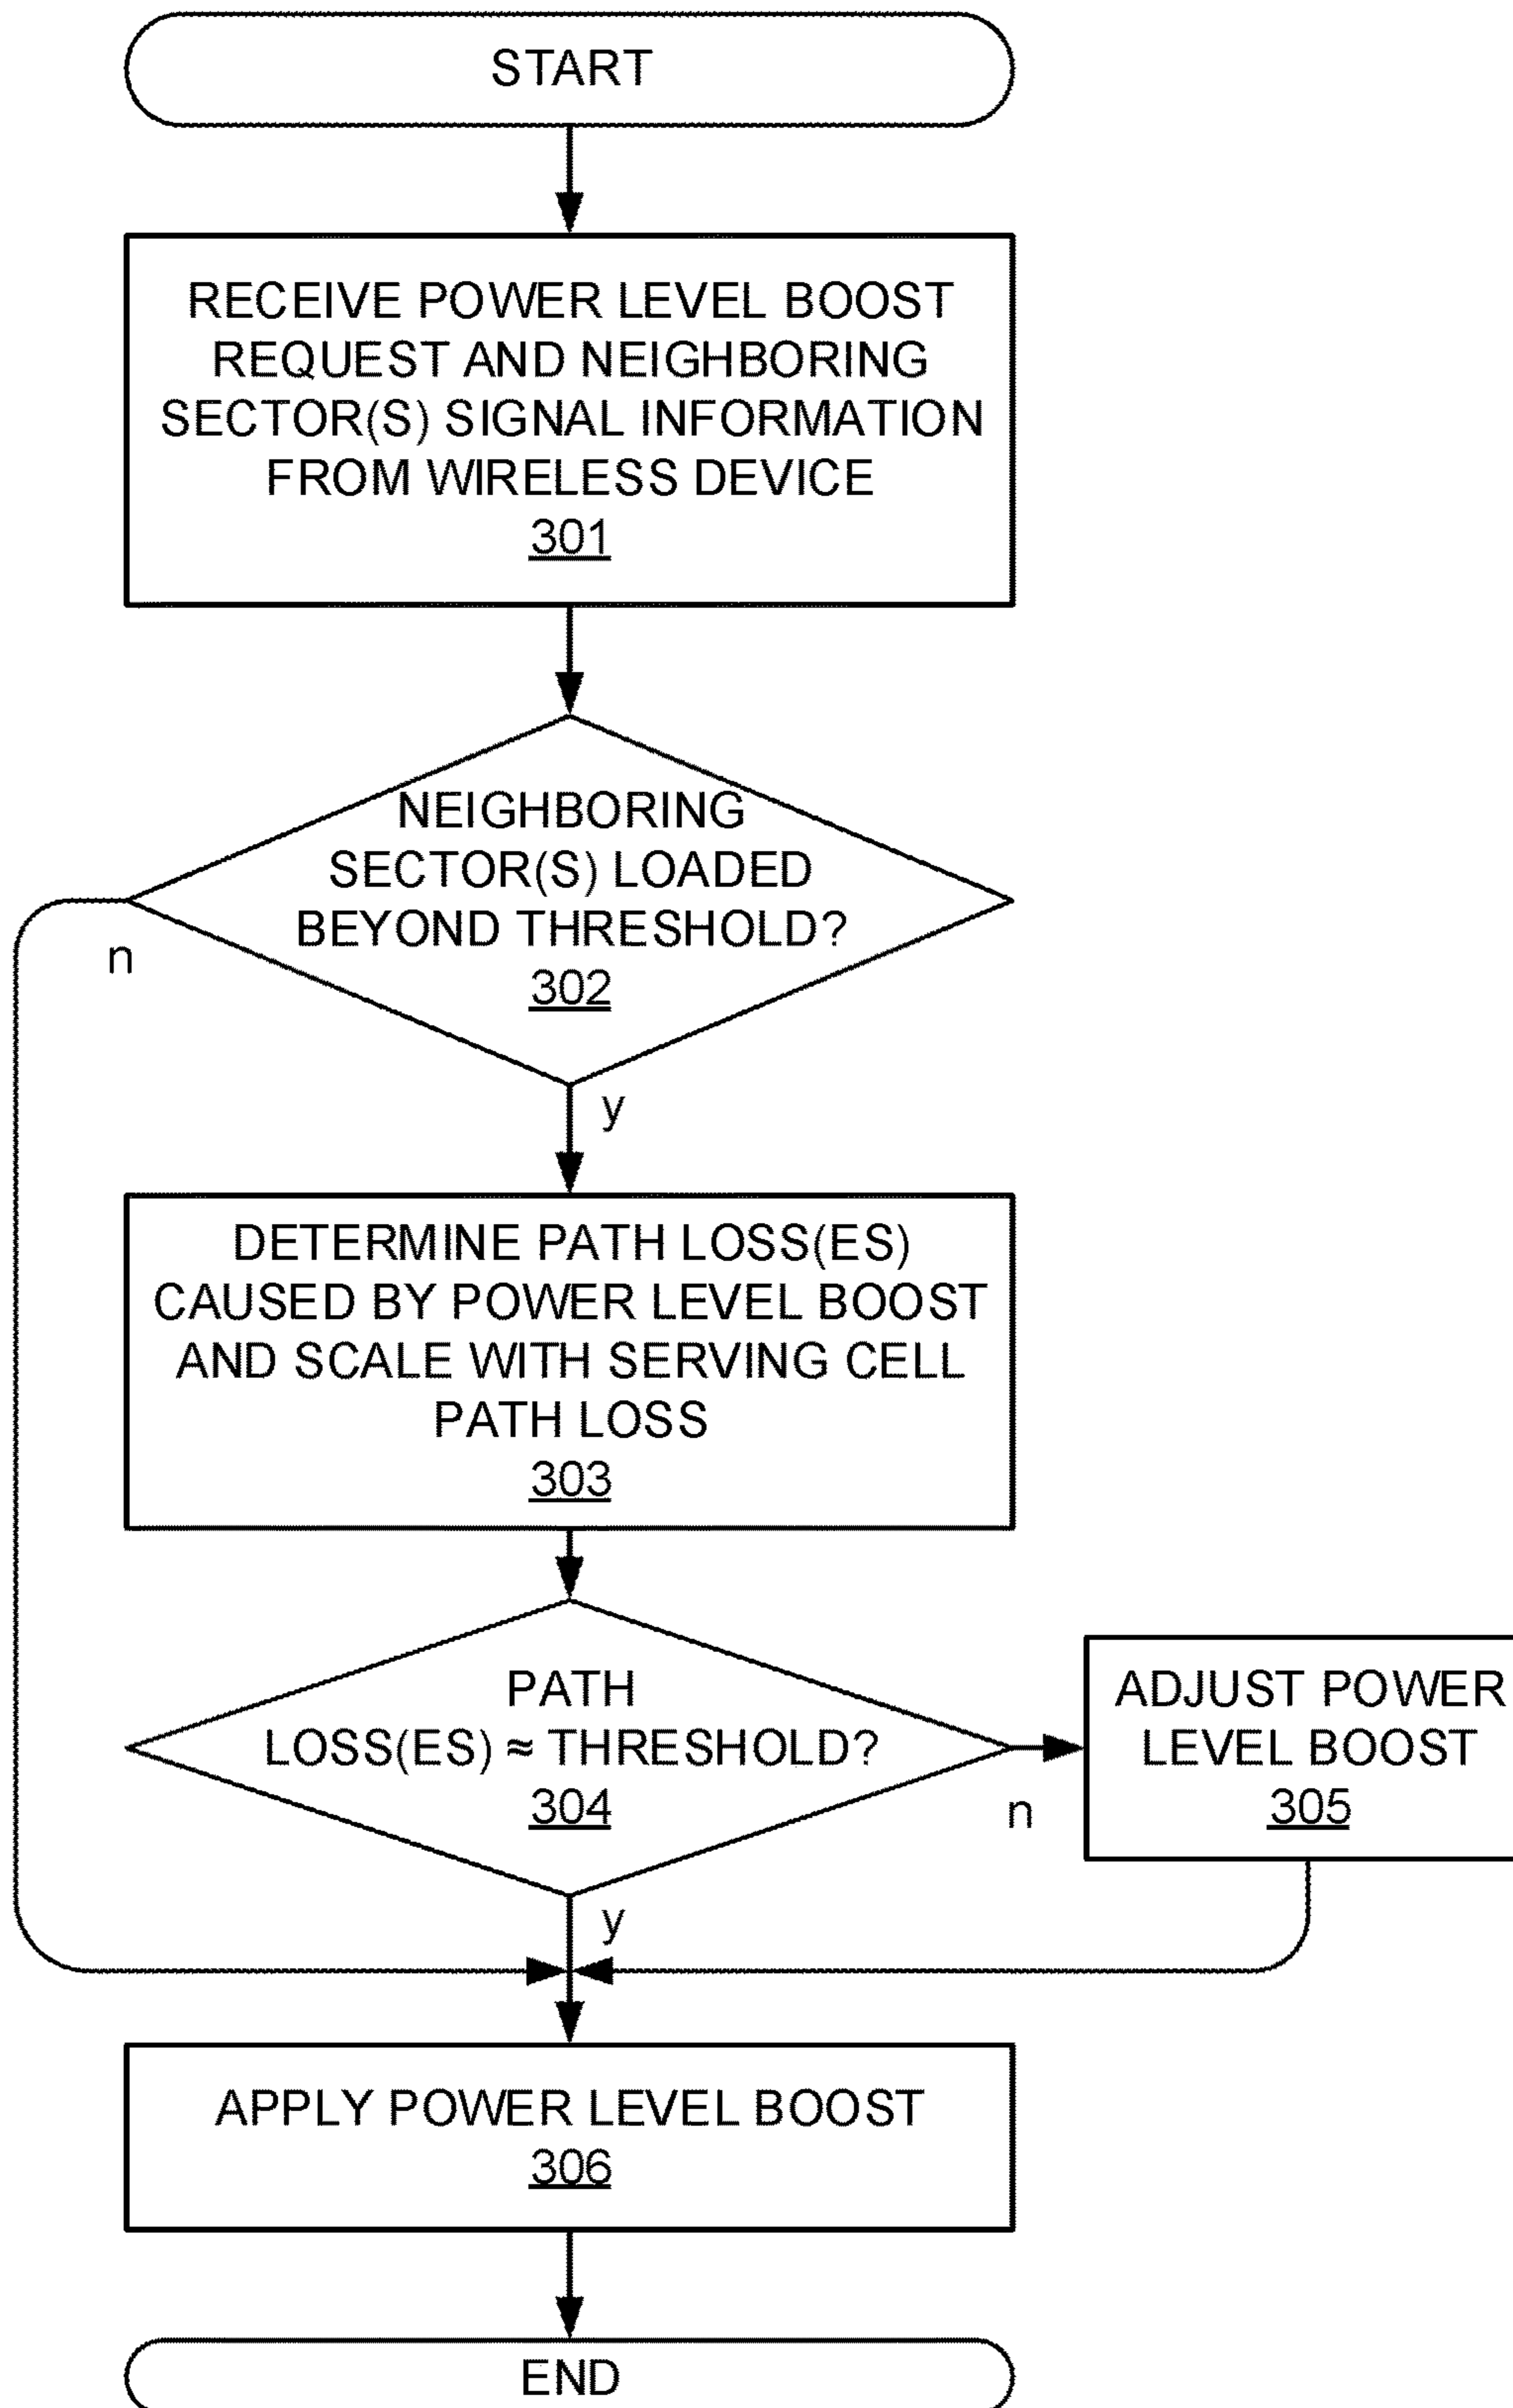 START
RECEIVE POWER LEVEL BOOST
REQUEST AND NEIGHBORING
SECTOR(S) SIGNAL INFORMATION
FROM WIRELESS DEVICE
301
NEIGHBORING
SECTOR(S) LOADED
BEYOND THRESHOLD?
302
n
y
DETERMINE PATH LOSS(ES)
CAUSED BY POWER LEVEL BOOST
AND SCALE WITH SERVING CELL
PATH LOSS
303
PATH
LOSS(ES) ≈ THRESHOLD?
304
n
ADJUST POWER
LEVEL BOOST
305
y
APPLY POWER LEVEL BOOST
306
END